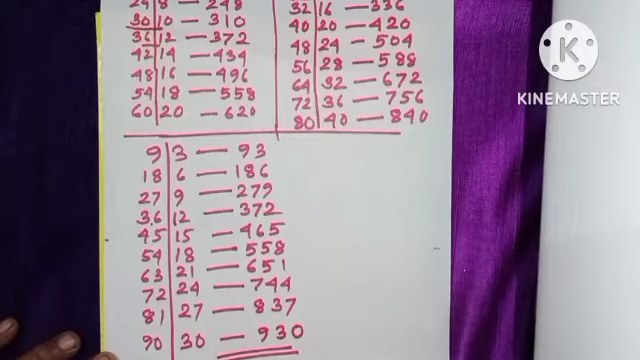 24|8 — 248
30|10 — 310
36|12 — 372
42|14 — 434
48|16 — 496
54|18 — 558
60|20 — 620
32|16 — 336
40|20 — 420
48|24 — 504
56|28 — 588
64|32 — 672
72|36 — 756
80|40 — 840
9|3 — 93
18|6 — 186
27|9 — 279
36|12 — 372
45|15 — 465
54|18 — 558
63|21 — 651
72|24 — 744
81|27 — 837
90|30 — 930
KINEMASTER